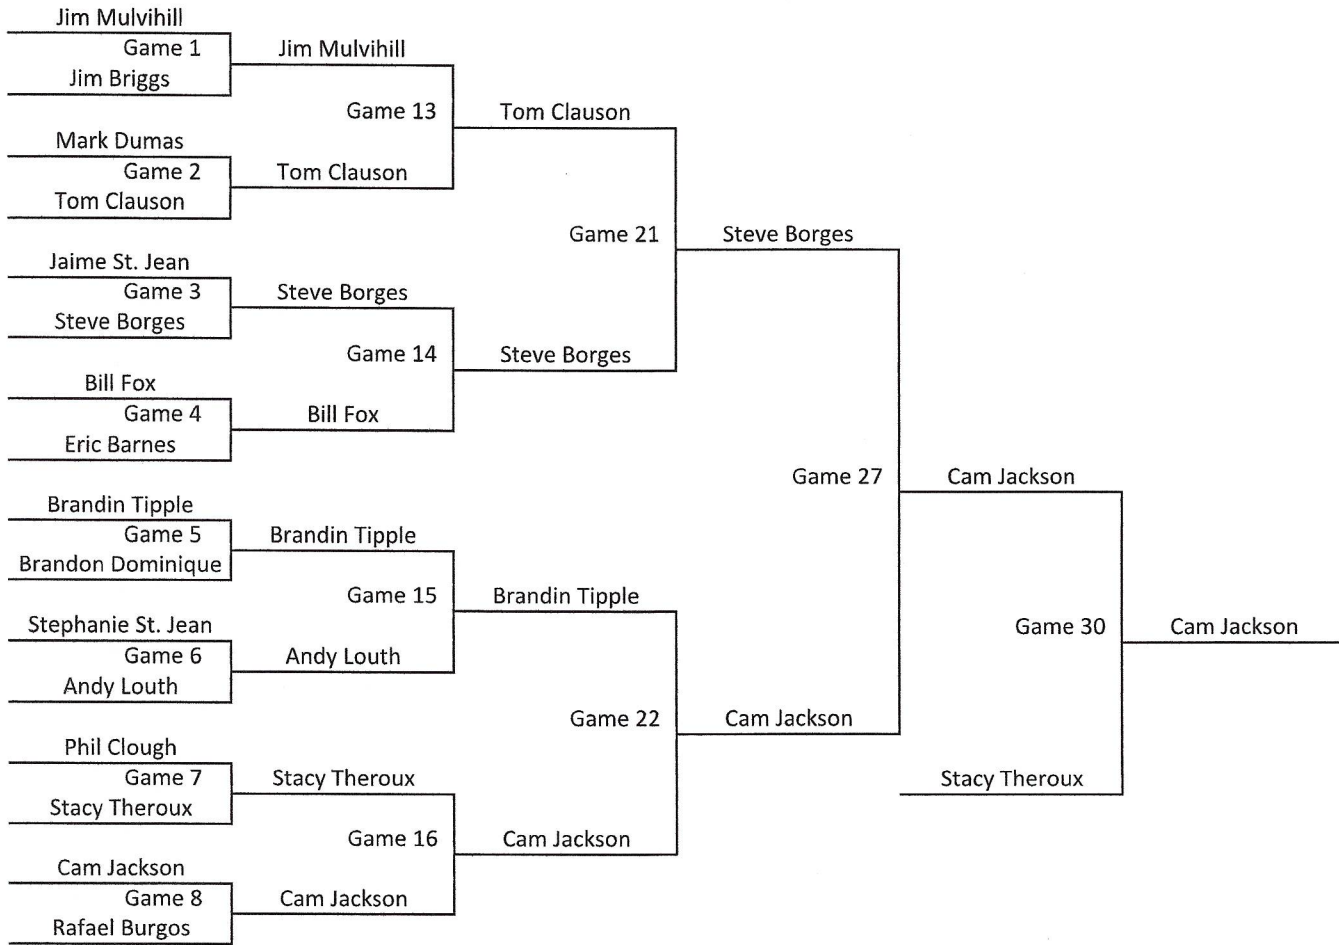 Jim Mulvihill
Game 1
Jim Briggs
Mark Dumas
Game 2
Tom Clauson
Jaime St. Jean
Game 3
Steve Borges
Bill Fox
Game 4
Eric Barnes
Brandin Tipple
Game 5
Brandon Dominique
Stephanie St. Jean
Game 6
Andy Louth
Phil Clough
Game 7
Stacy Theroux
Cam Jackson
Game 8
Rafael Burgos
Jim Mulvihill
Game 13
Tom Clauson
Steve Borges
Game 14
Bill Fox
Brandin Tipple
Game 15
Andy Louth
Stacy Theroux
Game 16
Cam Jackson
Tom Clauson
Game 21
Steve Borges
Brandin Tipple
Game 22
Cam Jackson
Steve Borges
Game 27
Cam Jackson
Cam Jackson
Game 30
Stacy Theroux
Cam Jackson